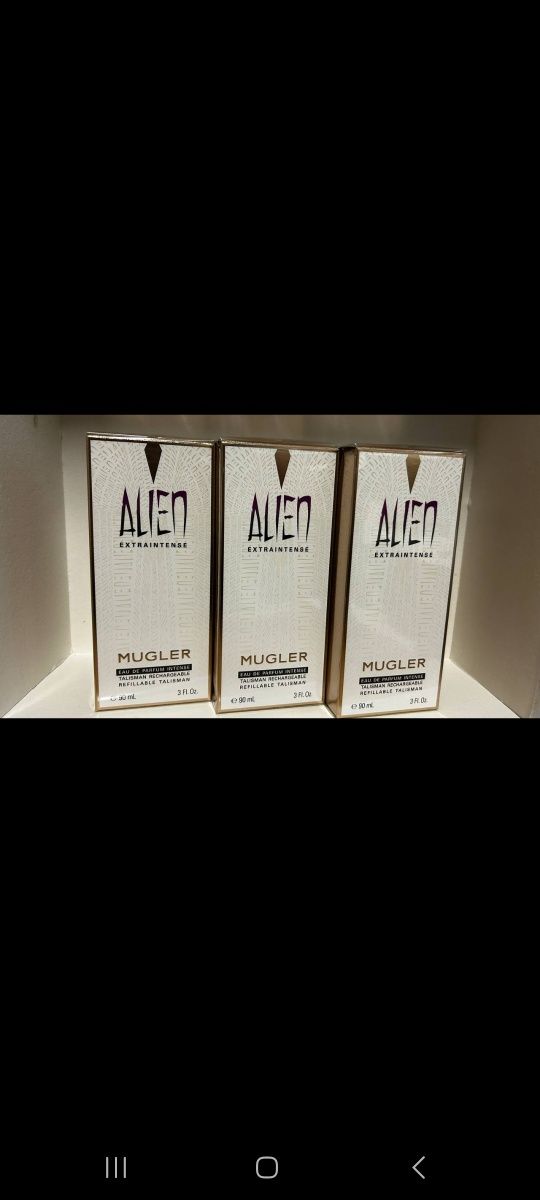 ALIEN
EXTRAINTENSE
MUGLER
EAU DE PARFUM INTENSE
TALISMAN RECHARGEABLE
REFILLABLE TALISMAN
℮ 90 mL 3 Fl.Oz.
ALIEN
EXTRAINTENSE
MUGLER
EAU DE PARFUM INTENSE
TALISMAN RECHARGEABLE
REFILLABLE TALISMAN
℮ 90 mL 3 Fl.Oz.
ALIEN
EXTRAINTENSE
MUGLER
EAU DE PARFUM INTENSE
TALISMAN RECHARGEABLE
REFILLABLE TALISMAN
℮ 90 mL 3 Fl.Oz.